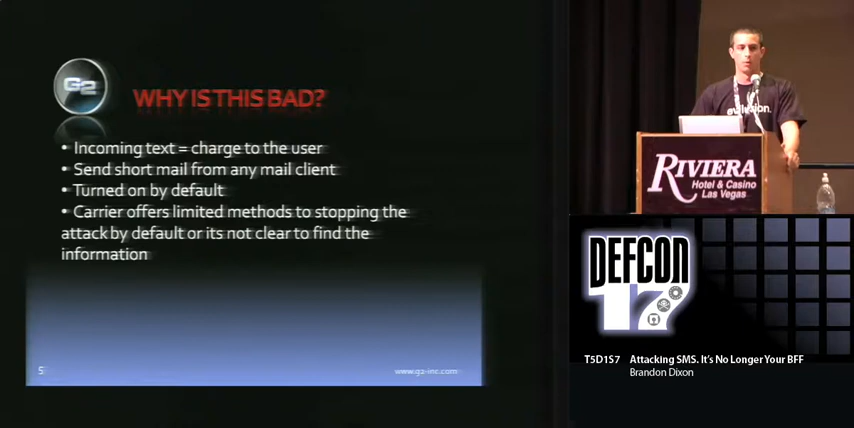 G2
WHY IS THIS BAD?
• Incoming text = charge to the user
• Send short mail from any mail client
• Turned on by default
• Carrier offers limited methods to stopping the
attack by default or its not clear to find the
information
5
www.g2-inc.com
RIVIERA
Hotel & Casino
Las Vegas
DEFCON
17
T5D1S7 Attacking SMS. It's No Longer Your BFF
Brandon Dixon